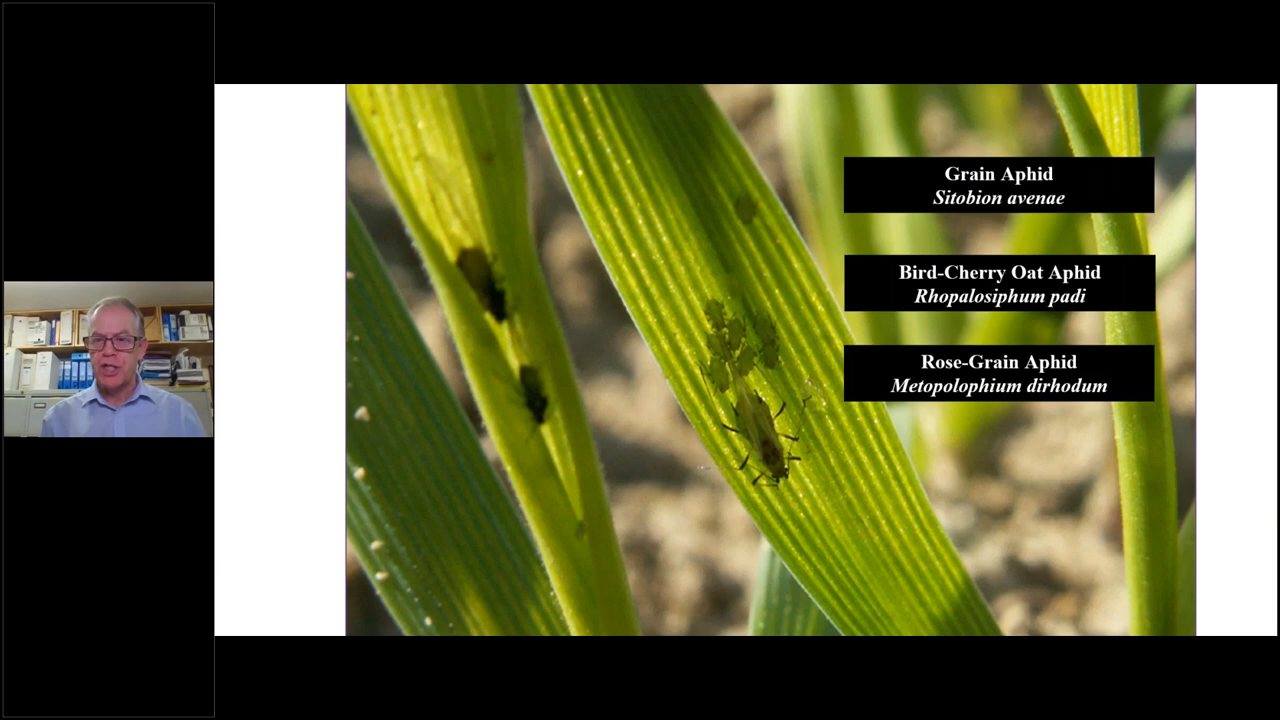 Grain Aphid
Sitobion avenae
Bird-Cherry Oat Aphid
Rhopalosiphum padi
Rose-Grain Aphid
Metopolophium dirhodum